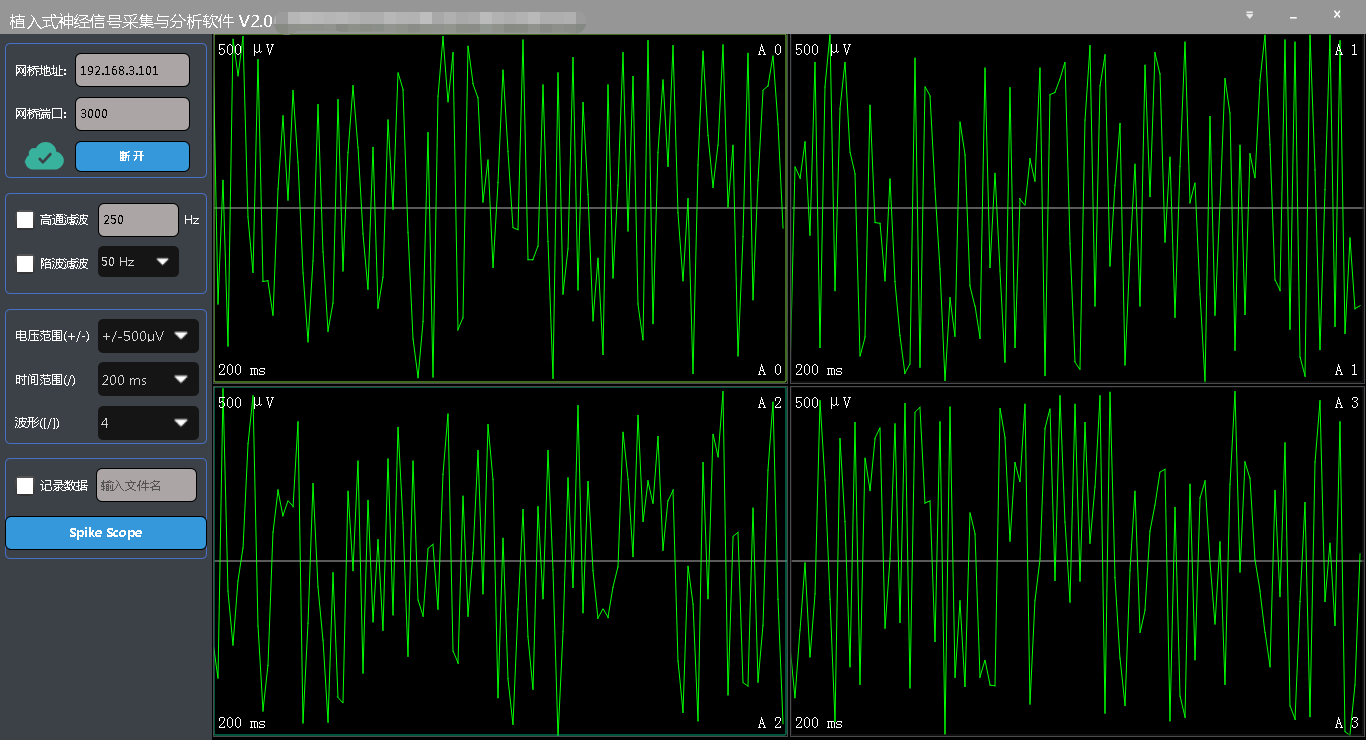 植入式神经信号采集与分析软件 V2.0
网桥地址: 192.168.3.101
网桥端口: 3000
断开
高通滤波 250 Hz
陷波滤波 50 Hz
电压范围(+/-) +/-500μV
时间范围(/) 200 ms
波形([/]) 4
记录数据 输入文件名
Spike Scope
500 μV A 0
200 ms A 0
500 μV A 1
200 ms A 1
500 μV A 2
200 ms A 2
500 μV A 3
200 ms A 3